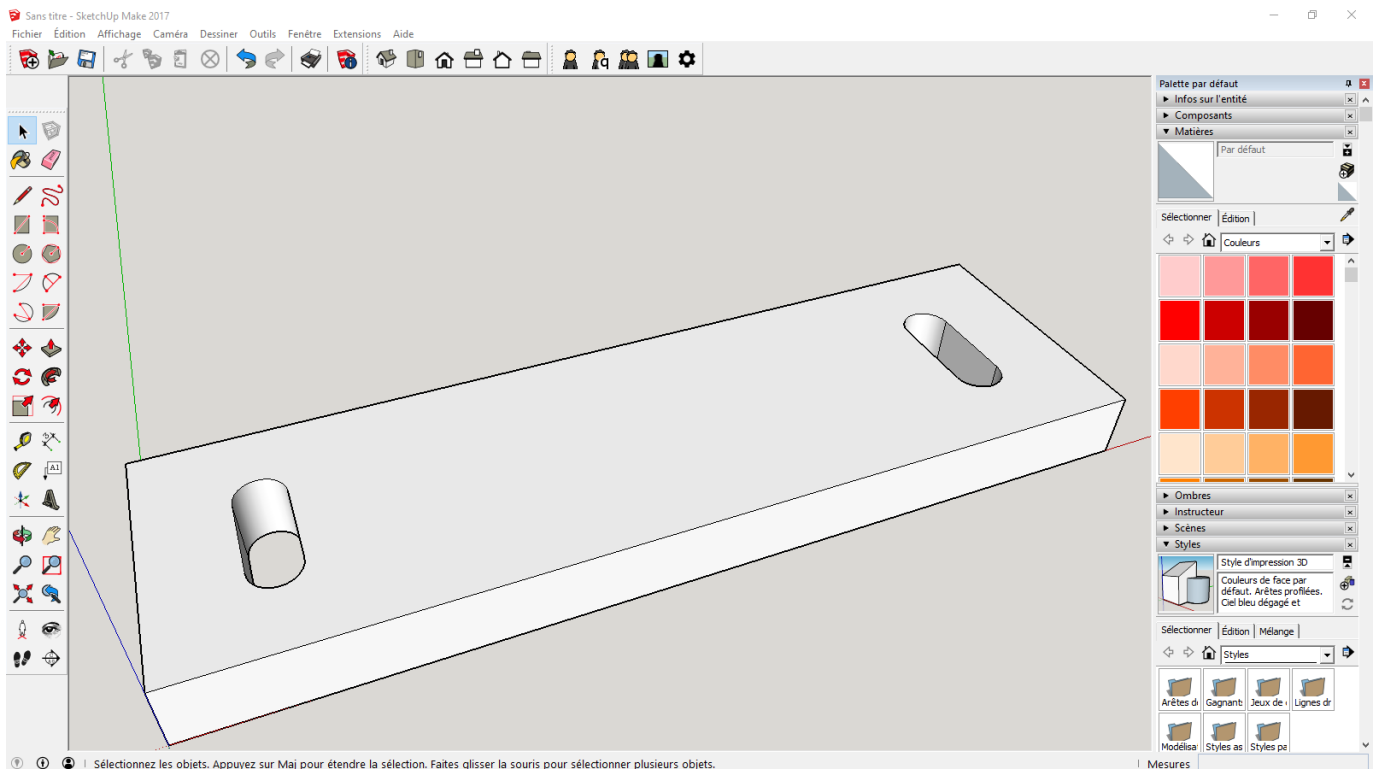 Sans titre - SketchUp Make 2017
Fichier Édition Affichage Caméra Dessiner Outils Fenêtre Extensions Aide
Palette par défaut
Infos sur l'entité
Composants
Matières
Par défaut
Sélectionner Édition
Couleurs
Ombres
Instructeur
Scènes
Styles
Style d'impression 3D
Couleurs de face par
défaut. Arêtes profilées.
Ciel bleu dégagé et
Sélectionner Édition Mélange
Styles
Arêtes d Gagnant Jeux de Lignes dr
Modélisa Styles as Styles pa
A1
Sélectionnez les objets. Appuyez sur Maj pour étendre la sélection. Faites glisser la souris pour sélectionner plusieurs objets.
Mesures